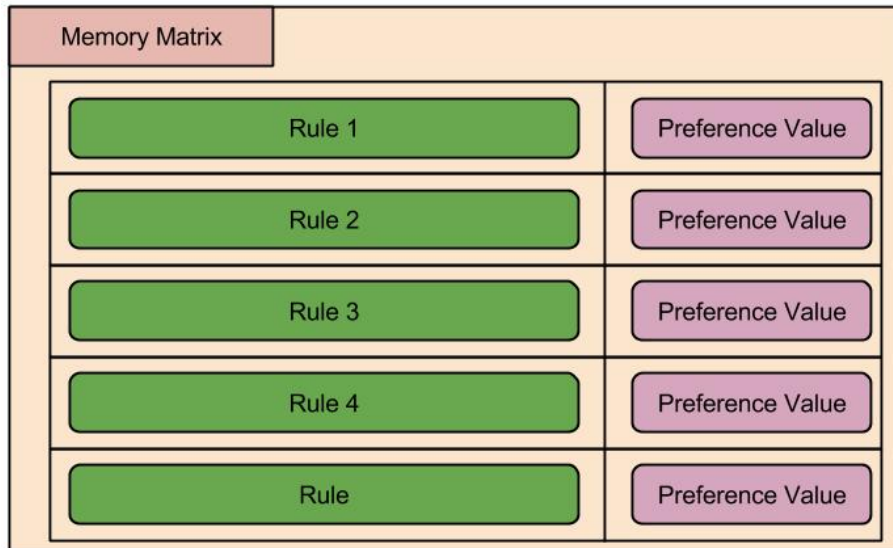 Memory Matrix
Rule 1 Preference Value
Rule 2 Preference Value
Rule 3 Preference Value
Rule 4 Preference Value
Rule Preference Value